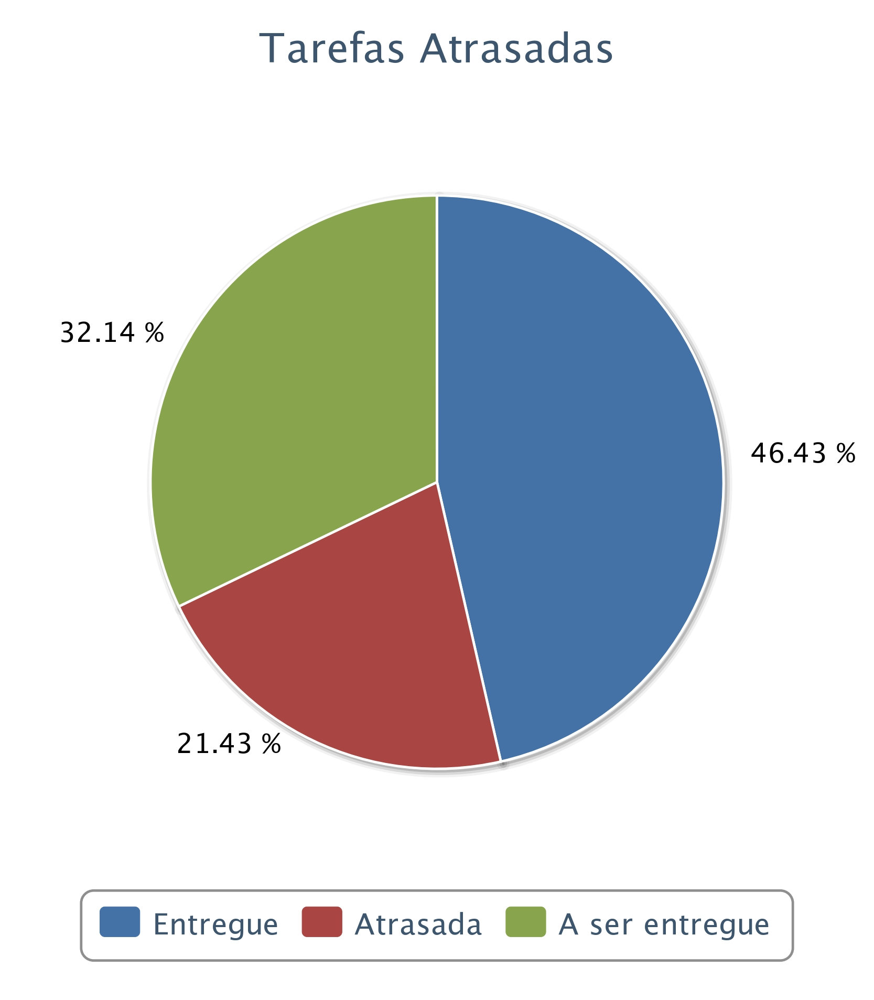 Tarefas Atrasadas
32.14 %
46.43 %
21.43 %
Entregue Atrasada A ser entregue